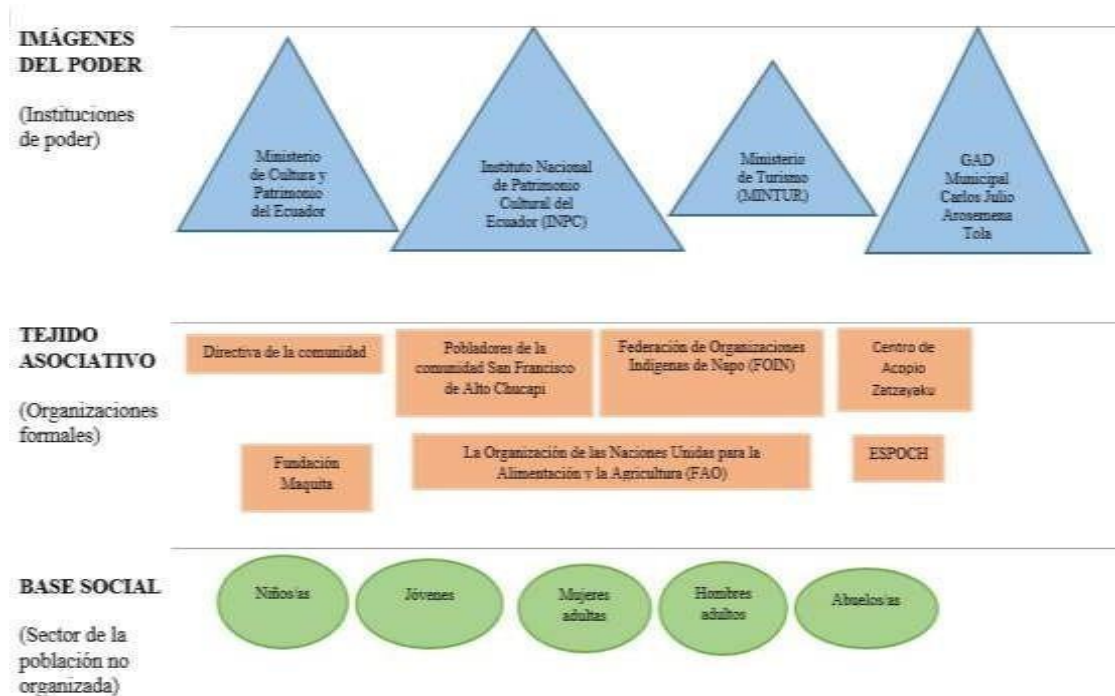 IMÁGENES
DEL PODER
(Instituciones
de poder)
Ministerio
de Cultura y
Patrimonio
del Ecuador
Instituto Nacional
de Patrimonio
Cultural del
Ecuador (INPC)
Ministerio
de Turismo
(MINTUR)
GAD
Municipal
Carlos Julio
Arosemena
Tola
TEJIDO
ASOCIATIVO
(Organizaciones
formales)
Directiva de la comunidad
Pobladores de la
comunidad San Francisco
de Alto Chucapi
Federación de Organizaciones
Indígenas de Napo (FOIN)
Centro de
Acopio
Zatzayaku
Fundación
Maquita
La Organización de las Naciones Unidas para la
Alimentación y la Agricultura (FAO)
ESPOCH
BASE SOCIAL
(Sector de la
población no
organizada)
Niños/as
Jóvenes
Mujeres
adultas
Hombres
adultos
Abuelos/as